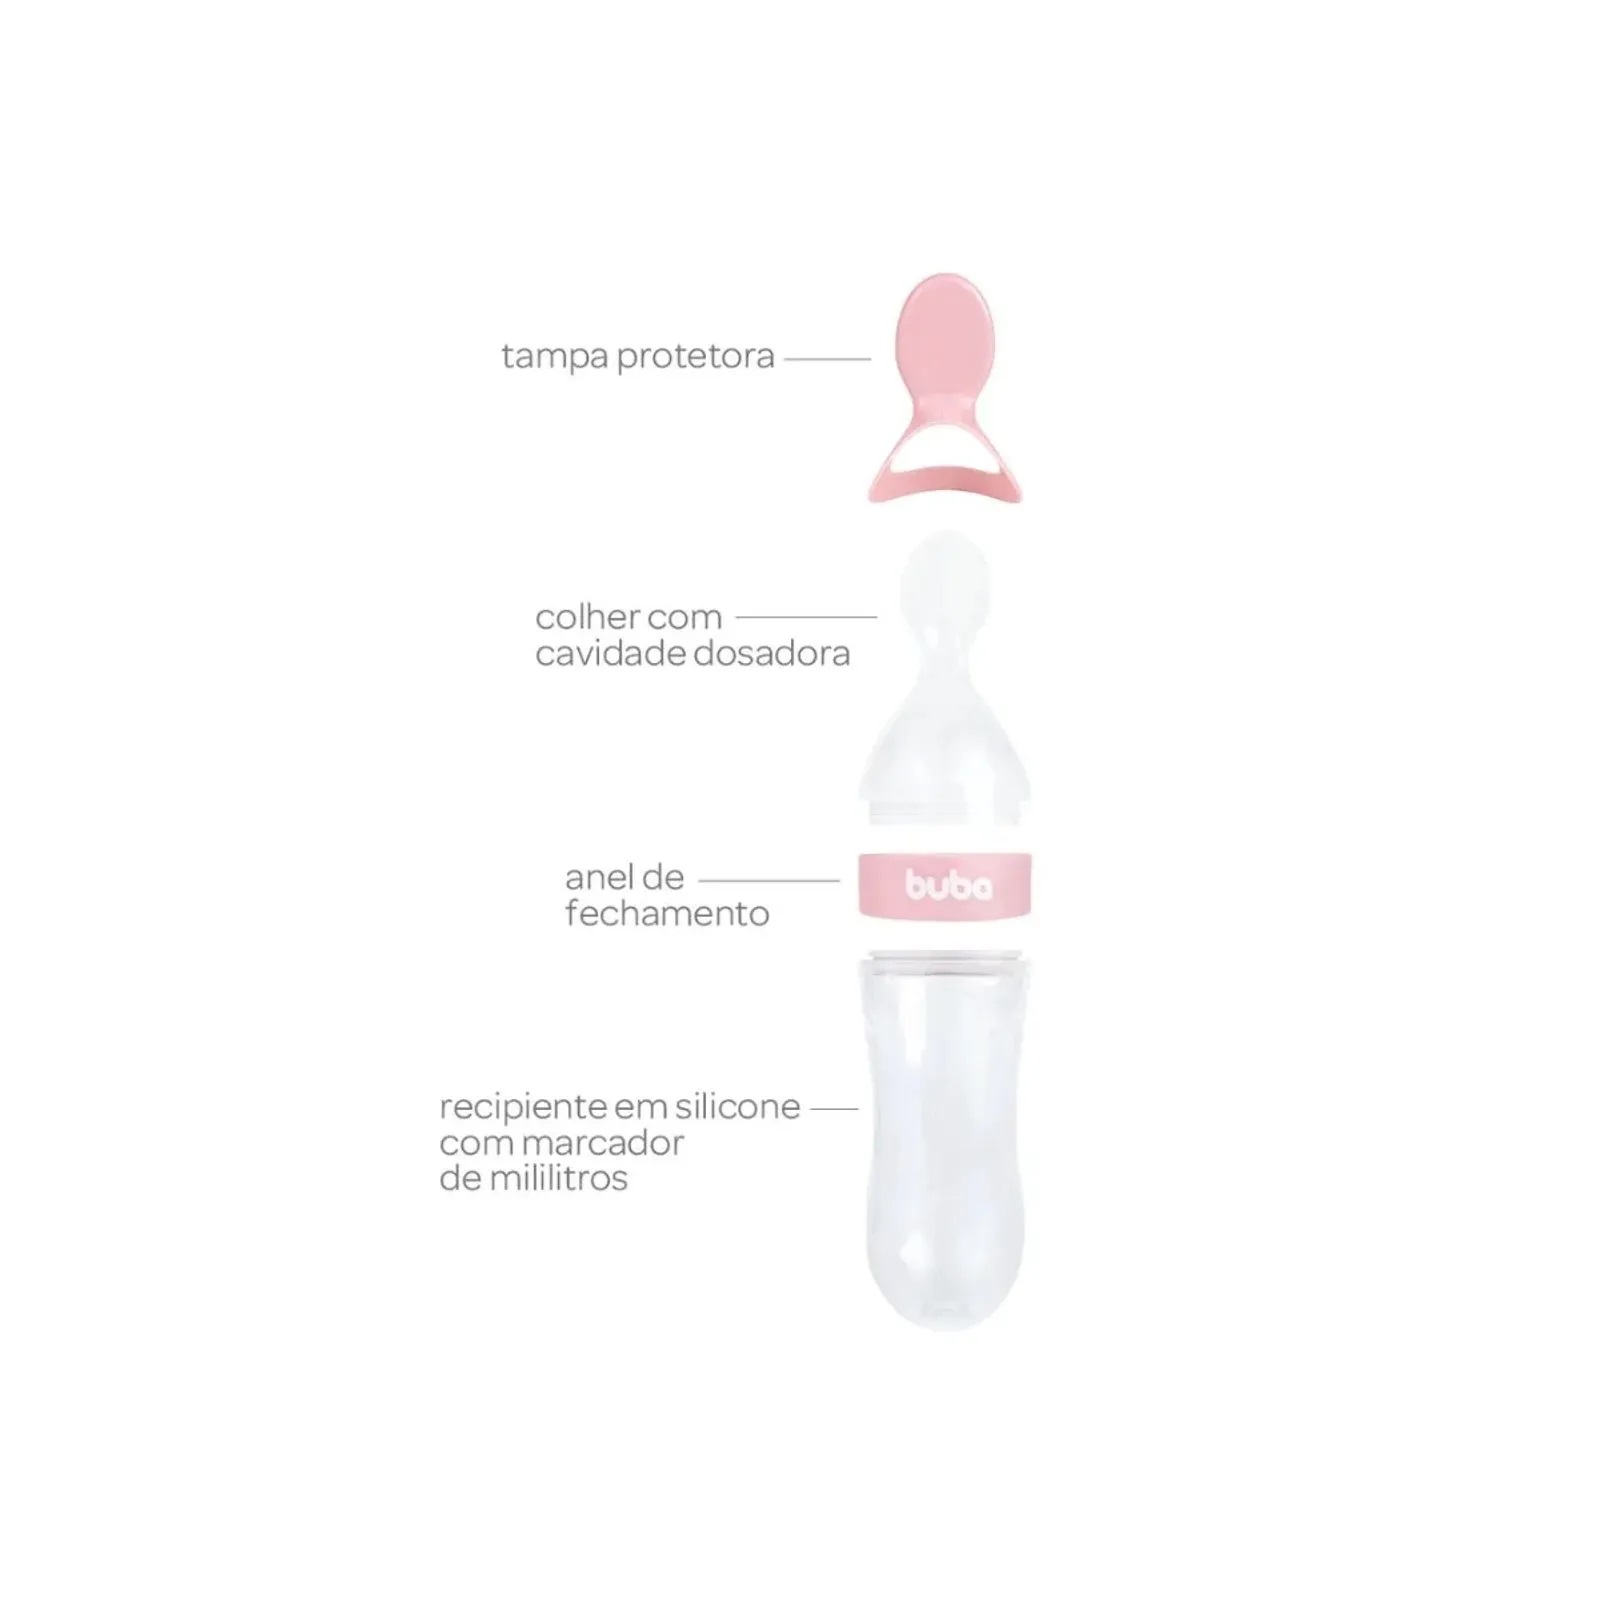 tampa protetora
colher com
cavidade dosadora
anel de
fechamento
buba
recipiente em silicone
com marcador
de mililitros